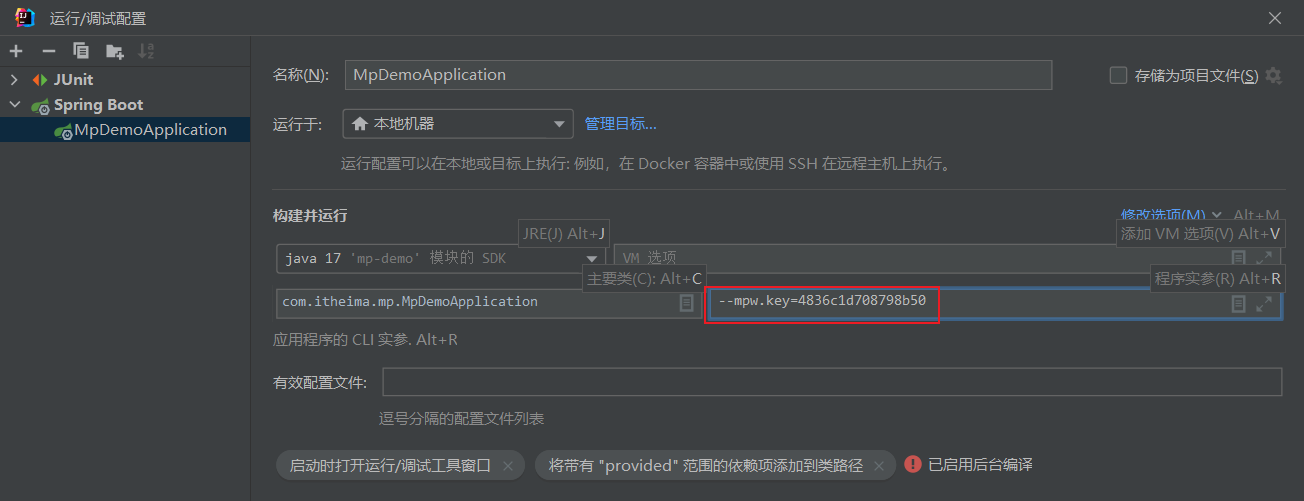 运行/调试配置
JUnit
Spring Boot
MpDemoApplication
名称(N): MpDemoApplication 存储为项目文件(S)
运行于: 本地机器 管理目标...
运行配置可以在本地或目标上执行: 例如，在 Docker 容器中或使用 SSH 在远程主机上执行。
构建并运行 修改选项(M) Alt+M
JRE(J) Alt+J 添加 VM 选项(V) Alt+V
java 17 'mp-demo' 模块的 SDK VM 选项
主要类(C): Alt+C 程序实参(R) Alt+R
com.itheima.mp.MpDemoApplication --mpw.key=4836c1d708798b50
应用程序的 CLI 实参. Alt+R
有效配置文件:
逗号分隔的配置文件列表
启动时打开运行/调试工具窗口 × 将带有 "provided" 范围的依赖项添加到类路径 × 已启用后台编译